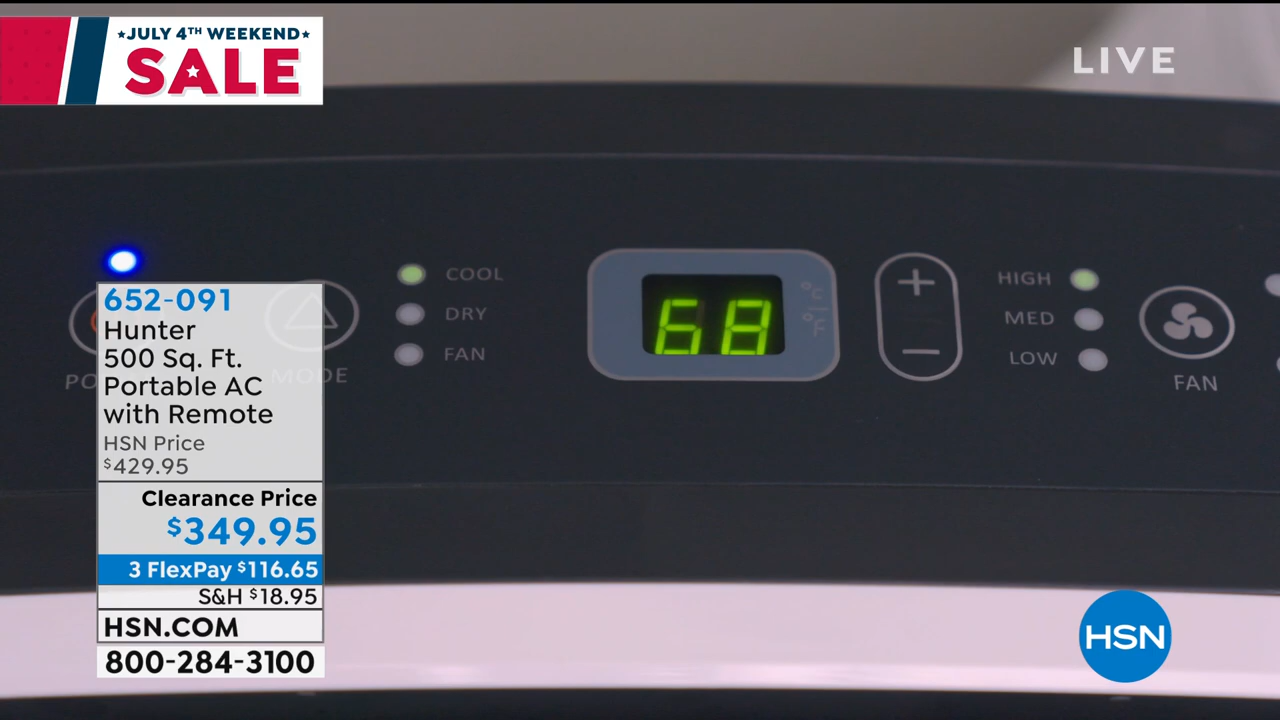 ★JULY 4TH WEEKEND★
SALE
LIVE
COOL
DRY
FAN
MODE
68
°C
°F
HIGH
MED
LOW
FAN
652-091
Hunter
500 Sq. Ft.
Portable AC
with Remote
HSN Price
$429.95
Clearance Price
$349.95
3 FlexPay $116.65
S&H $18.95
HSN.COM
800-284-3100
HSN